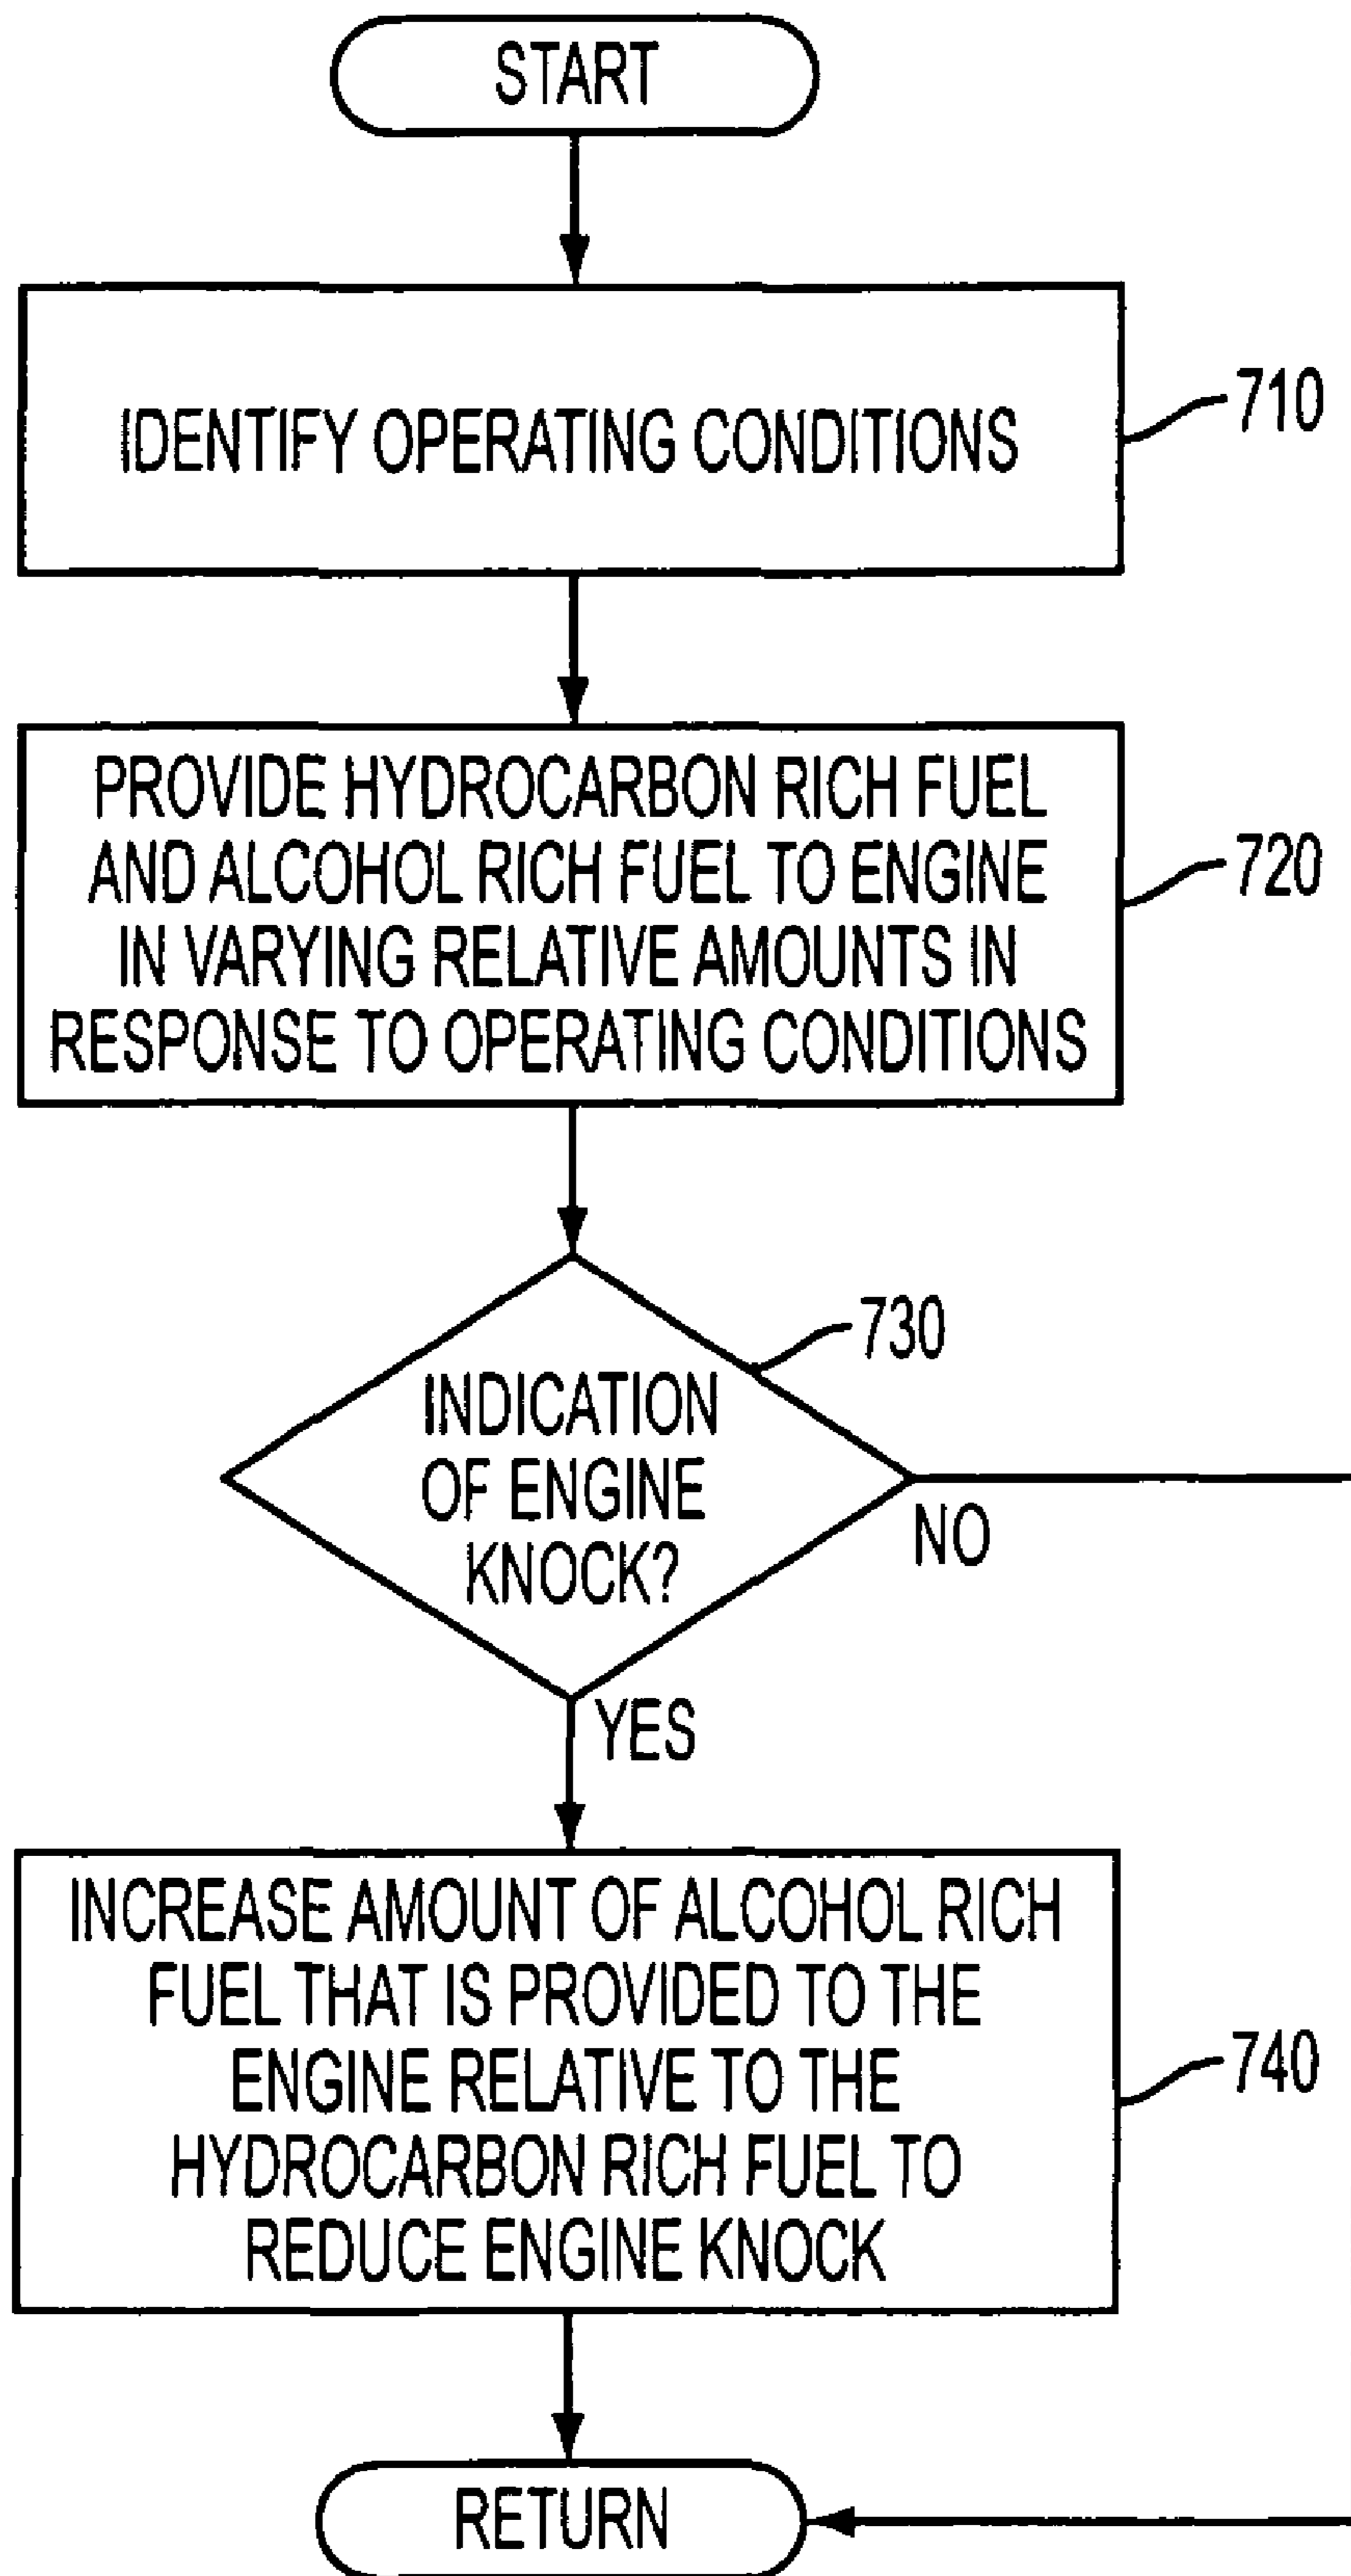 START
IDENTIFY OPERATING CONDITIONS
710
PROVIDE HYDROCARBON RICH FUEL
AND ALCOHOL RICH FUEL TO ENGINE
IN VARYING RELATIVE AMOUNTS IN
RESPONSE TO OPERATING CONDITIONS
720
730
INDICATION
OF ENGINE
KNOCK?
NO
YES
INCREASE AMOUNT OF ALCOHOL RICH
FUEL THAT IS PROVIDED TO THE
ENGINE RELATIVE TO THE
HYDROCARBON RICH FUEL TO
REDUCE ENGINE KNOCK
740
RETURN